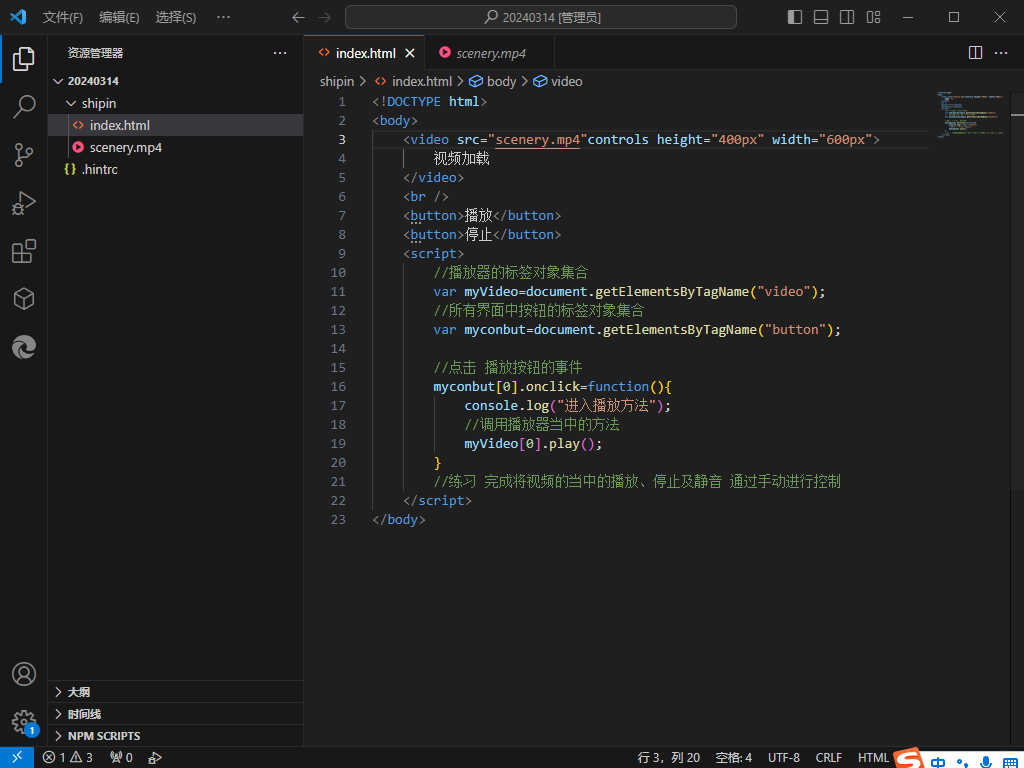 文件(F) 编辑(E) 选择(S) ··· 20240314 [管理员]
资源管理器 ···
20240314
shipin
index.html
scenery.mp4
.hintrc
index.html scenery.mp4 ···
shipin > index.html > body > video
1 <!DOCTYPE html>
2 <body>
3 <video src="scenery.mp4"controls height="400px" width="600px">
4 视频加载
5 </video>
6 <br />
7 <button>播放</button>
8 <button>停止</button>
9 <script>
10 //播放器的标签对象集合
11 var myVideo=document.getElementsByTagName("video");
12 //所有界面中按钮的标签对象集合
13 var myconbut=document.getElementsByTagName("button");
14
15 //点击 播放按钮的事件
16 myconbut[0].onclick=function(){
17 console.log("进入播放方法");
18 //调用播放器当中的方法
19 myVideo[0].play();
20 }
21 //练习 完成将视频的当中的播放、停止及静音 通过手动进行控制
22 </script>
23 </body>
大纲
时间线
NPM SCRIPTS
1
1 3 0 行 3，列 20 空格: 4 UTF-8 CRLF HTML S 中